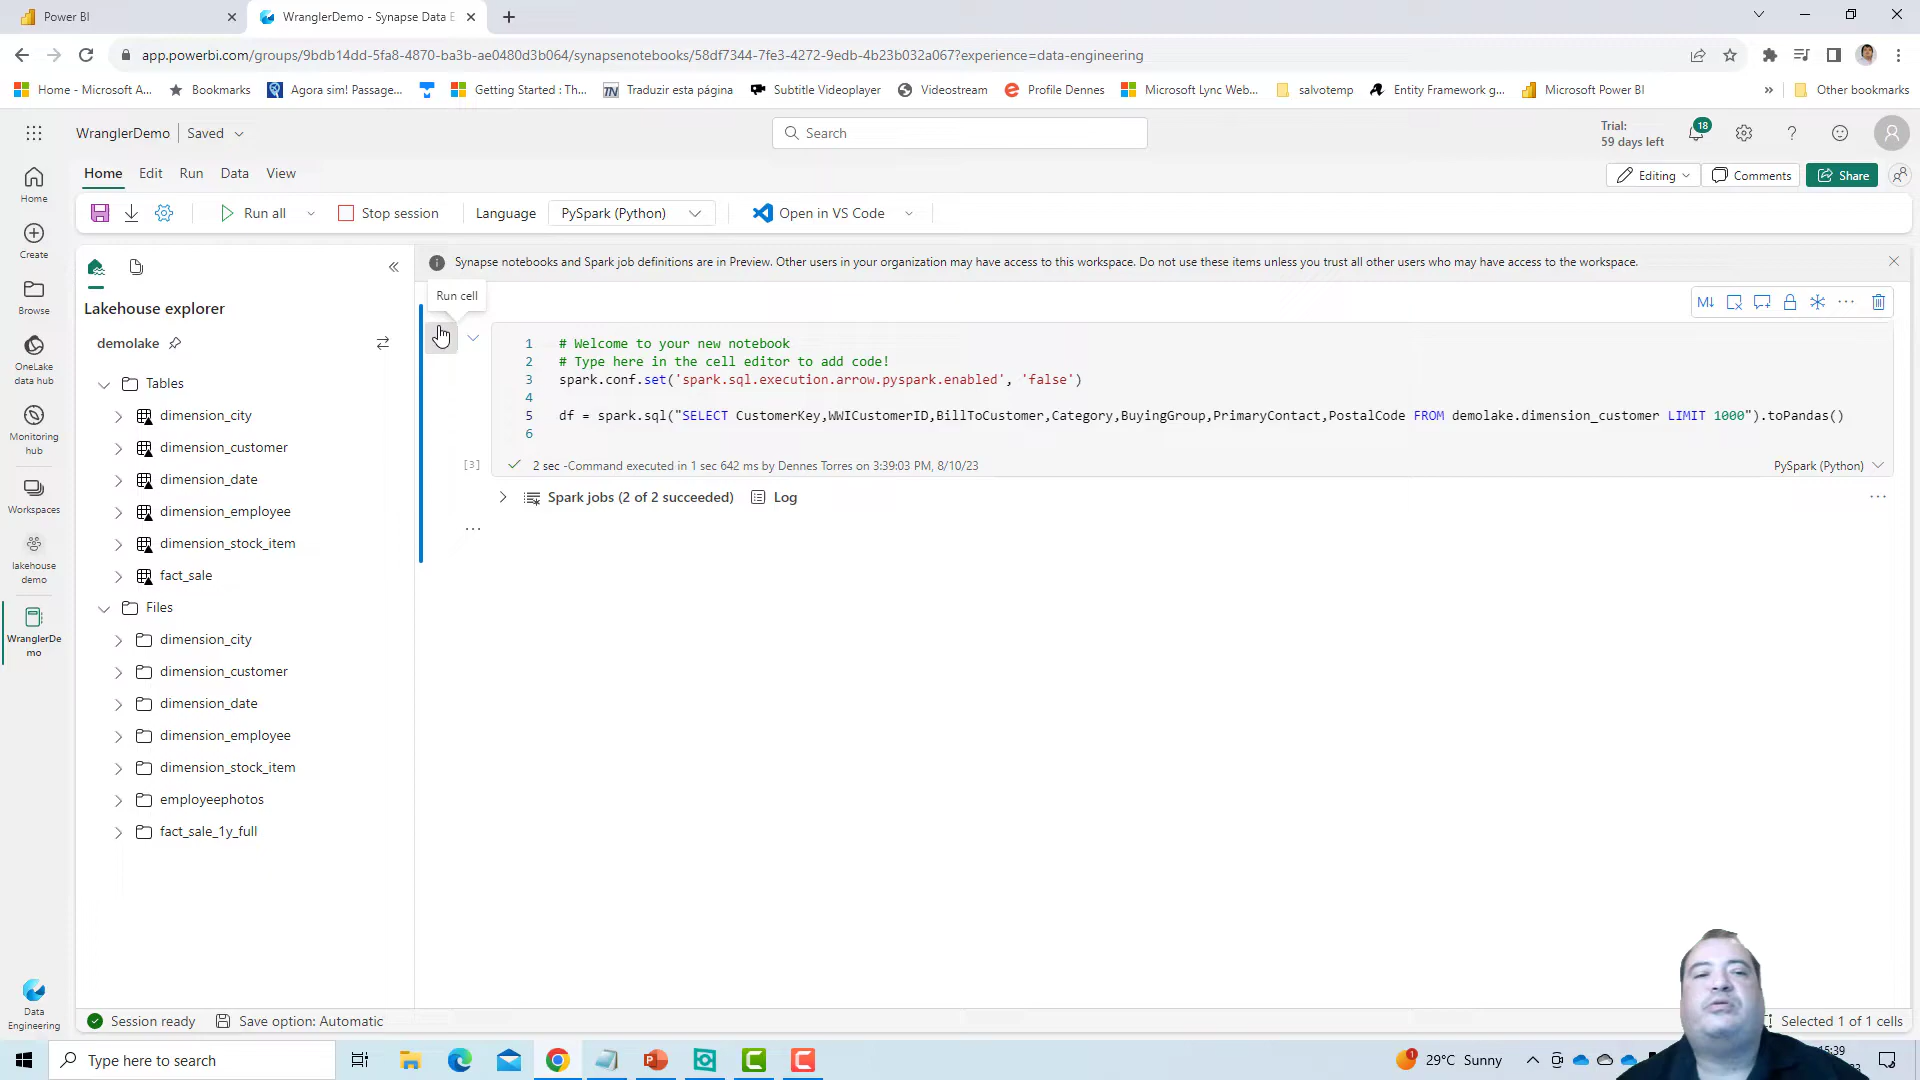 Power BI
WranglerDemo - Synapse Data E
app.powerbi.com/groups/9bdb14dd-5fa8-4870-ba3b-ae0480d3b064/synapsenotebooks/58df7344-7fe3-4272-9edb-4b23b032a067?experience=data-engineering
Home - Microsoft A...
Bookmarks
Agora sim! Passage...
Getting Started : Th...
Traduzir esta página
Subtitle Videoplayer
Videostream
Profile Dennes
Microsoft Lync Web...
salvotemp
Entity Framework g...
Microsoft Power BI
Other bookmarks
WranglerDemo
Saved
Search
Trial:
59 days left
18
Home
Edit
Run
Data
View
Editing
Comments
Share
Run all
Stop session
Language
PySpark (Python)
Open in VS Code
Home
Create
Browse
OneLake
data hub
Monitoring
hub
Workspaces
lakehouse
demo
WranglerDe
mo
Data
Engineering
Lakehouse explorer
demolake
Tables
dimension_city
dimension_customer
dimension_date
dimension_employee
dimension_stock_item
fact_sale
Files
dimension_city
dimension_customer
dimension_date
dimension_employee
dimension_stock_item
employeephotos
fact_sale_1y_full
Synapse notebooks and Spark job definitions are in Preview. Other users in your organization may have access to this workspace. Do not use these items unless you trust all other users who may have access to the workspace.
Run cell
M↓
1 # Welcome to your new notebook
2 # Type here in the cell editor to add code!
3 spark.conf.set('spark.sql.execution.arrow.pyspark.enabled', 'false')
4
5 df = spark.sql("SELECT CustomerKey,WWICustomerID,BillToCustomer,Category,BuyingGroup,PrimaryContact,PostalCode FROM demolake.dimension_customer LIMIT 1000").toPandas()
6
[3]
2 sec -Command executed in 1 sec 642 ms by Dennes Torres on 3:39:03 PM, 8/10/23
PySpark (Python)
Spark jobs (2 of 2 succeeded)
Log
Session ready
Save option: Automatic
Selected 1 of 1 cells
Type here to search
29°C Sunny